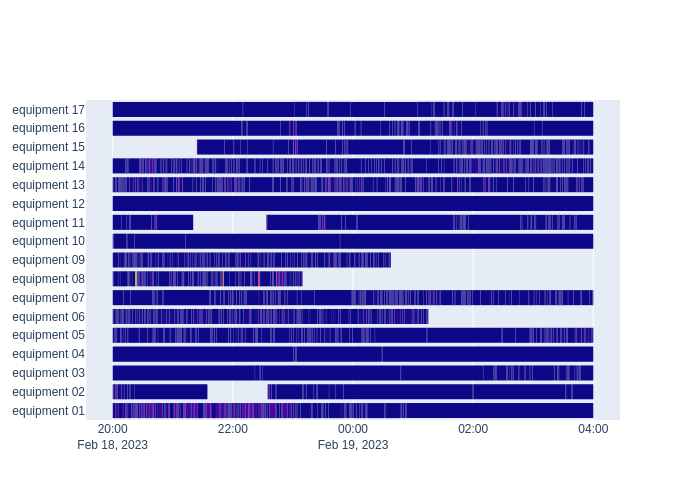 equipment 17
equipment 16
equipment 15
equipment 14
equipment 13
equipment 12
equipment 11
equipment 10
equipment 09
equipment 08
equipment 07
equipment 06
equipment 05
equipment 04
equipment 03
equipment 02
equipment 01
20:00 22:00 00:00 02:00 04:00
Feb 18, 2023 Feb 19, 2023